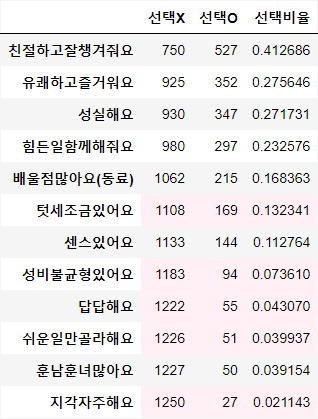 선택X 선택O 선택비율
친절하고잘챙겨줘요 750 527 0.412686
유쾌하고즐거워요 925 352 0.275646
성실해요 930 347 0.271731
힘든일함께해줘요 980 297 0.232576
배울점많아요(동료) 1062 215 0.168363
텃세조금있어요 1108 169 0.132341
센스있어요 1133 144 0.112764
성비불균형있어요 1183 94 0.073610
답답해요 1222 55 0.043070
쉬운일만골라해요 1226 51 0.039937
훈남훈녀많아요 1227 50 0.039154
지각자주해요 1250 27 0.021143